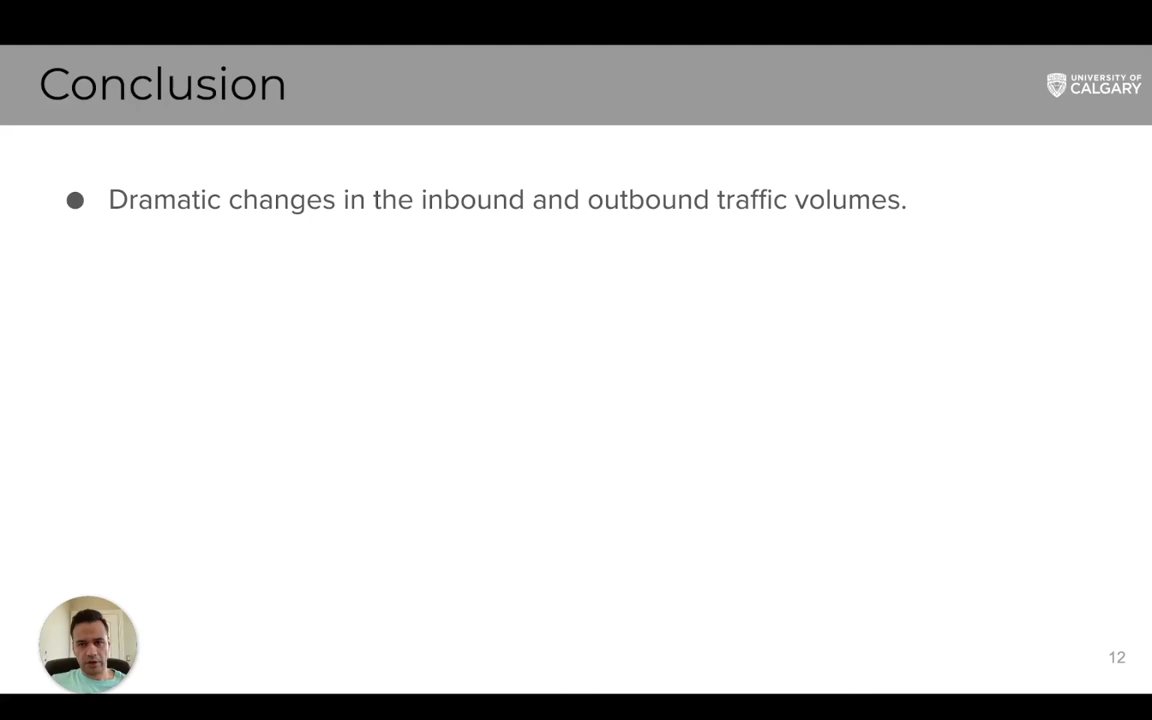 Conclusion
UNIVERSITY OF
CALGARY
● Dramatic changes in the inbound and outbound traffic volumes.
12